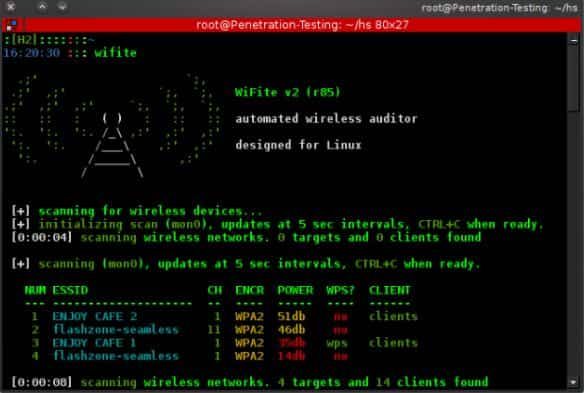 root@Penetration-Testing: ~/hs
root@Penetration-Testing: ~/hs 80x27
:[H2]:::::::~
16:20:30 ::: wifite
WiFite v2 (r85)
automated wireless auditor
designed for Linux
[+] scanning for wireless devices...
[+] initializing scan (mon0), updates at 5 sec intervals, CTRL+C when ready.
[0:00:04] scanning wireless networks. 0 targets and 0 clients found
[+] scanning (mon0), updates at 5 sec intervals, CTRL+C when ready.
NUM ESSID CH ENCR POWER WPS? CLIENT
--- -------------------- -- ---- ----- ---- ------
1 ENJOY CAFE 2 1 WPA2 51db no clients
2 flashzone-seamless 11 WPA2 46db no
3 ENJOY CAFE 1 1 WPA2 35db wps clients
4 flashzone-seamless 1 WPA2 14db no
[0:00:08] scanning wireless networks. 4 targets and 14 clients found